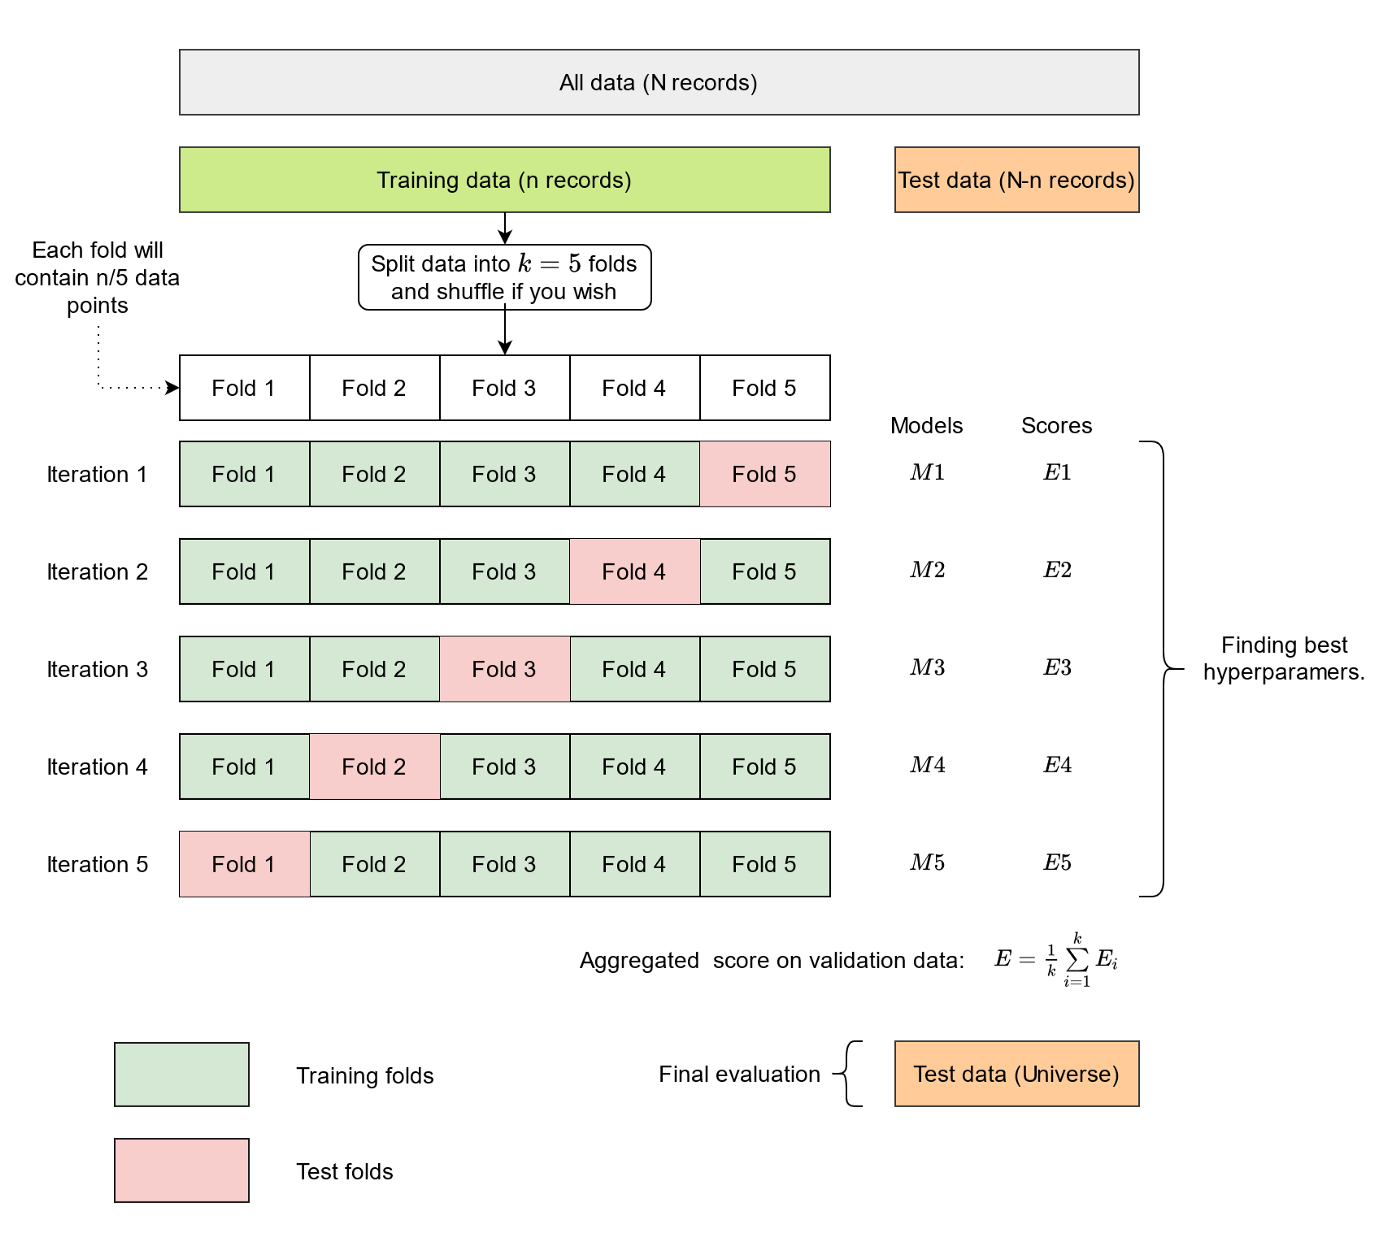 All data (N records)
Training data (n records)
Test data (N-n records)
Each fold will
contain n/5 data
points
Split data into k = 5 folds
and shuffle if you wish
Fold 1 Fold 2 Fold 3 Fold 4 Fold 5
Models Scores
Iteration 1 Fold 1 Fold 2 Fold 3 Fold 4 Fold 5 M1 E1
Iteration 2 Fold 1 Fold 2 Fold 3 Fold 4 Fold 5 M2 E2
Iteration 3 Fold 1 Fold 2 Fold 3 Fold 4 Fold 5 M3 E3
Iteration 4 Fold 1 Fold 2 Fold 3 Fold 4 Fold 5 M4 E4
Iteration 5 Fold 1 Fold 2 Fold 3 Fold 4 Fold 5 M5 E5
Finding best
hyperparamers.
Aggregated score on validation data: E = \frac{1}{k} \sum_{i=1}^{k} E_i
Training folds
Final evaluation
Test data (Universe)
Test folds